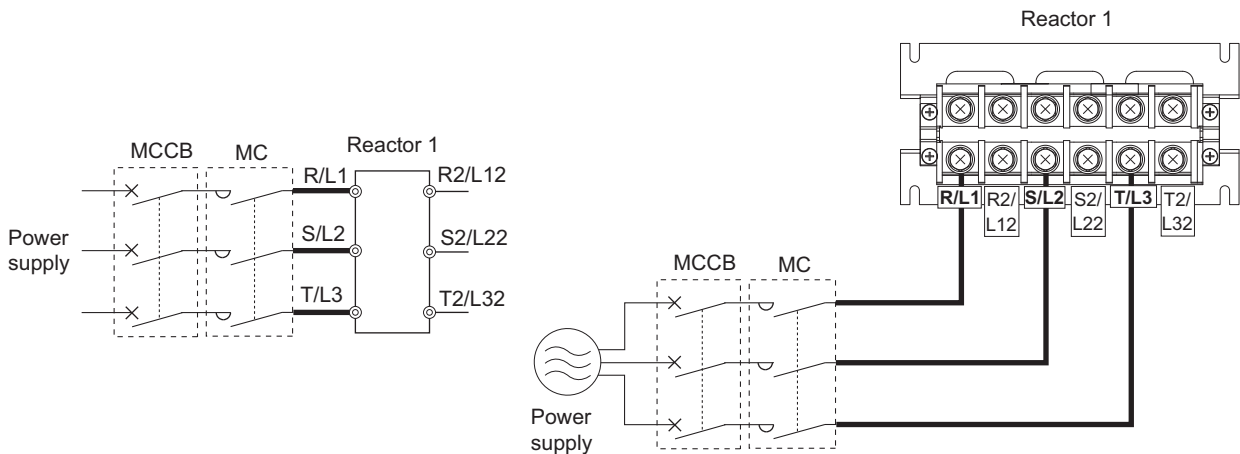 Reactor 1
MCCB
MC
R/L1
R2/L12
S/L2
S2/L22
T/L3
T2/L32
Power
supply
Reactor 1
R/L1
R2/
L12
S/L2
S2/
L22
T/L3
T2/
L32
MCCB
MC
Power
supply